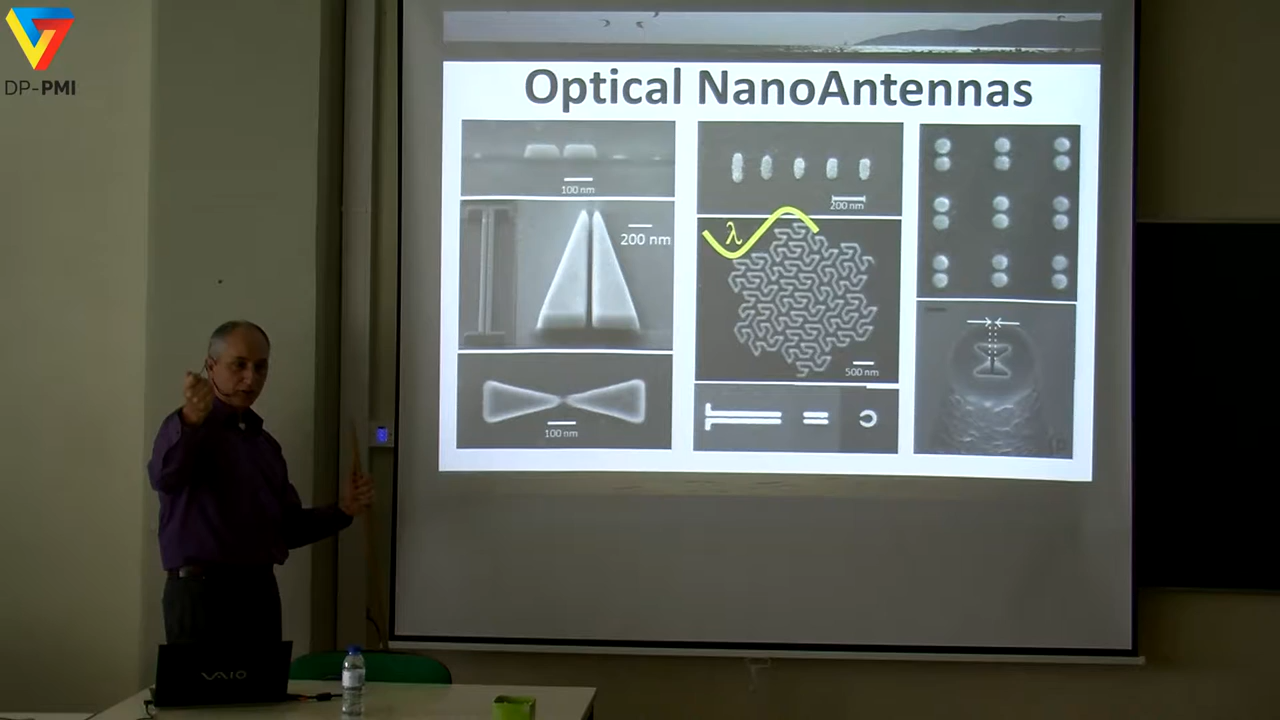 DP-PMI
Optical NanoAntennas
100 nm
200 nm
100 nm
200 nm
λ
500 nm
VAIO